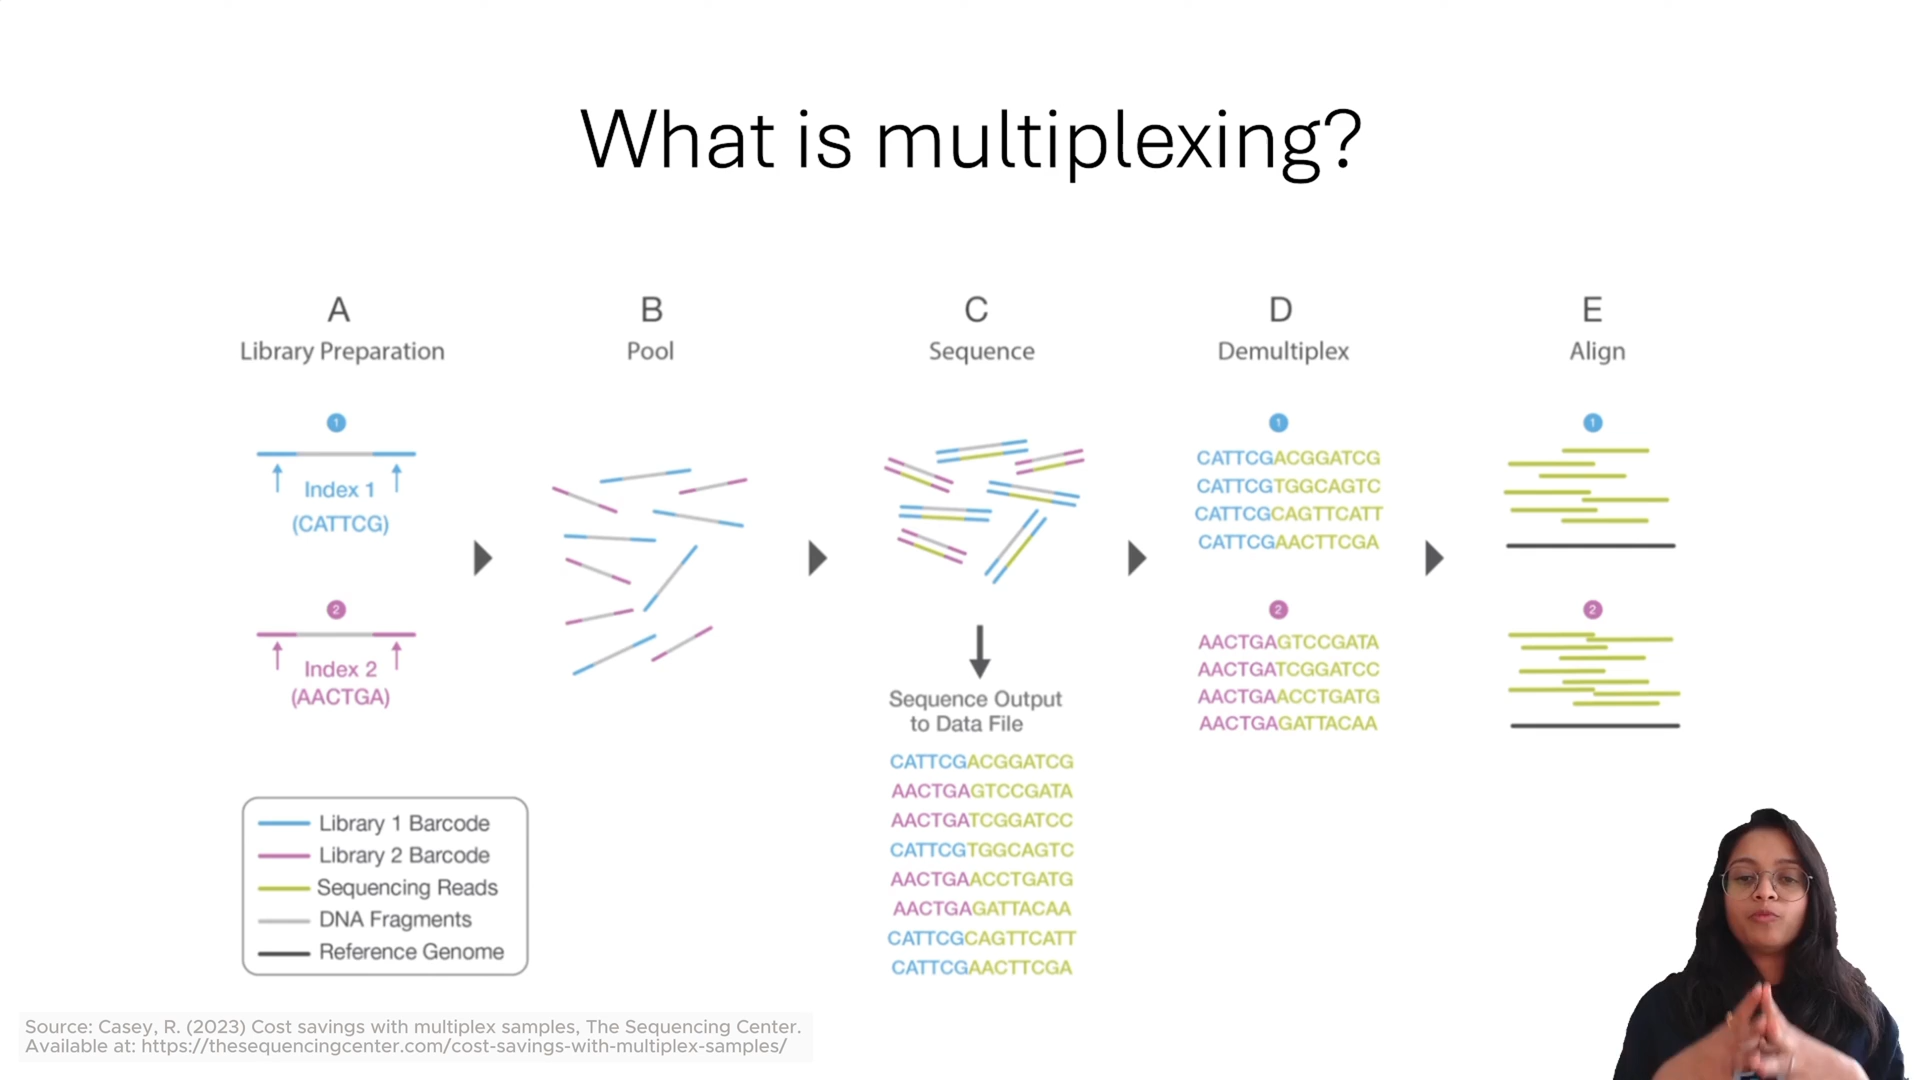 What is multiplexing?
A
Library Preparation
1
Index 1
(CATTCG)
2
Index 2
(AACTGA)
B
Pool
C
Sequence
Sequence Output
to Data File
CATTCGACGGATCG
AACTGAGTCCGATA
AACTGATCGGATCC
CATTCGTGGCAGTC
AACTGAACCTGATG
AACTGAGATTACAA
CATTCGCAGTTCATT
CATTCGAACTTCGA
D
Demultiplex
1
CATTCGACGGATCG
CATTCGTGGCAGTC
CATTCGCAGTTCATT
CATTCGAACTTCGA
2
AACTGAGTCCGATA
AACTGATCGGATCC
AACTGAACCTGATG
AACTGAGATTACAA
E
Align
1
2
Library 1 Barcode
Library 2 Barcode
Sequencing Reads
DNA Fragments
Reference Genome
Source: Casey, R. (2023) Cost savings with multiplex samples, The Sequencing Center.
Available at: https://thesequencingcenter.com/cost-savings-with-multiplex-samples/